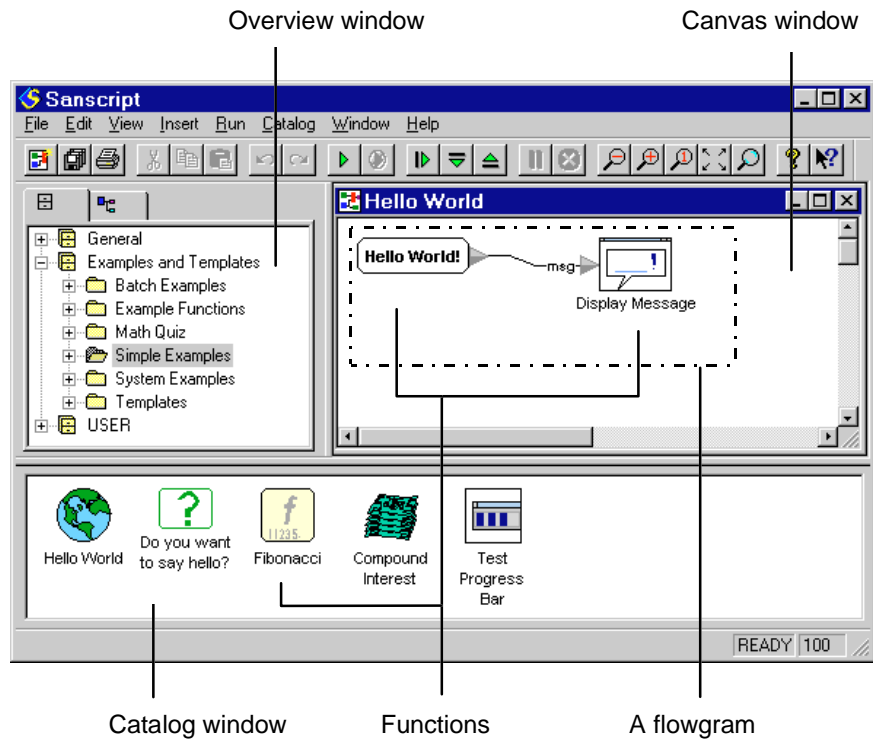 Overview window
Canvas window
Sanscript
File Edit View Insert Run Catalog Window Help
Hello World
General
Examples and Templates
Batch Examples
Example Functions
Math Quiz
Simple Examples
System Examples
Templates
USER
Hello World!
msg
!
Display Message
Hello World
?
Do you want
to say hello?
f
11235.
Fibonacci
Compound
Interest
Test
Progress
Bar
READY 100
Catalog window
Functions
A flowgram